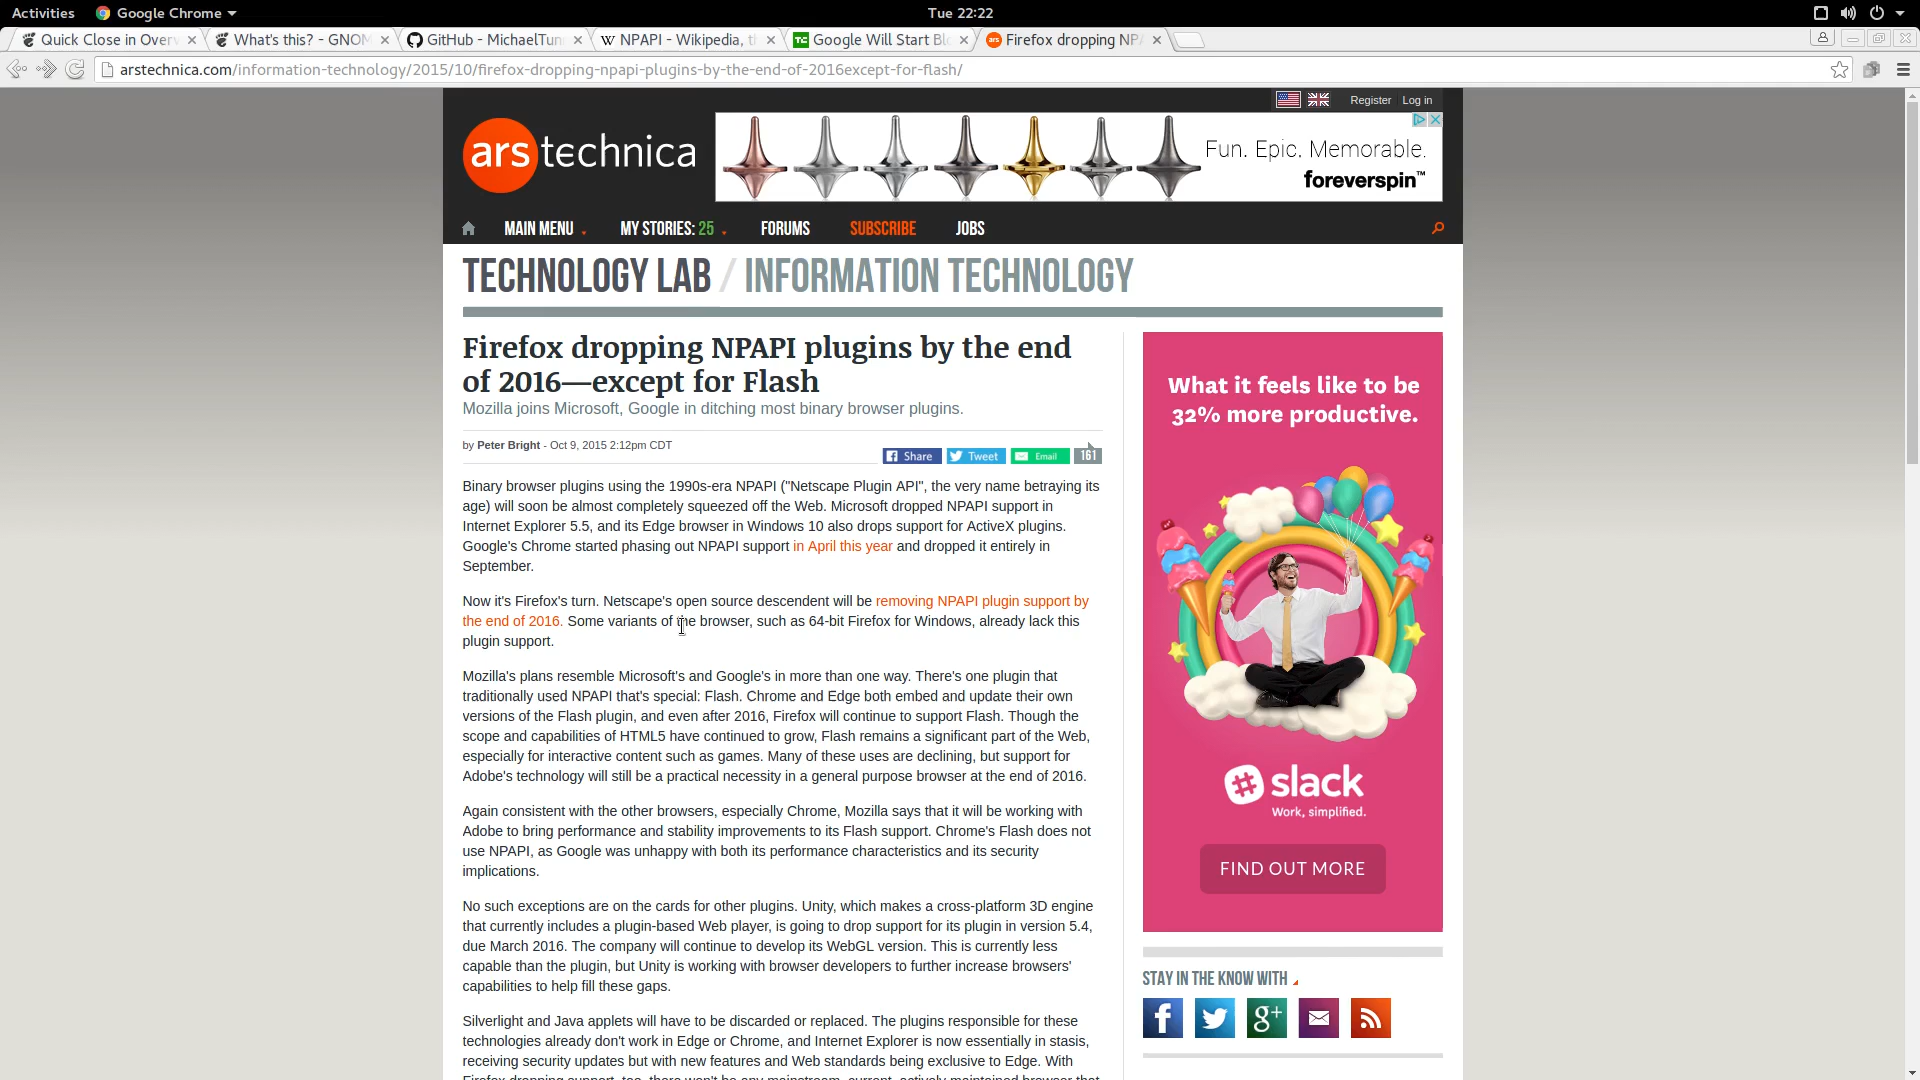 Activities Google Chrome Tue 22:22
Quick Close in Over What's this? - GNOM GitHub - MichaelTun NPAPI - Wikipedia, t Google Will Start Bl Firefox dropping NPA
arstechnica.com/information-technology/2015/10/firefox-dropping-npapi-plugins-by-the-end-of-2016except-for-flash/
Register Log in
ars technica
Fun. Epic. Memorable.
foreverspin™
MAIN MENU MY STORIES: 25 FORUMS SUBSCRIBE JOBS
TECHNOLOGY LAB / INFORMATION TECHNOLOGY
Firefox dropping NPAPI plugins by the end
of 2016—except for Flash
Mozilla joins Microsoft, Google in ditching most binary browser plugins.
by Peter Bright - Oct 9, 2015 2:12pm CDT
Share Tweet Email 161
Binary browser plugins using the 1990s-era NPAPI ("Netscape Plugin API", the very name betraying its
age) will soon be almost completely squeezed off the Web. Microsoft dropped NPAPI support in
Internet Explorer 5.5, and its Edge browser in Windows 10 also drops support for ActiveX plugins.
Google's Chrome started phasing out NPAPI support in April this year and dropped it entirely in
September.
Now it's Firefox's turn. Netscape's open source descendent will be removing NPAPI plugin support by
the end of 2016. Some variants of the browser, such as 64-bit Firefox for Windows, already lack this
plugin support.
Mozilla's plans resemble Microsoft's and Google's in more than one way. There's one plugin that
traditionally used NPAPI that's special: Flash. Chrome and Edge both embed and update their own
versions of the Flash plugin, and even after 2016, Firefox will continue to support Flash. Though the
scope and capabilities of HTML5 have continued to grow, Flash remains a significant part of the Web,
especially for interactive content such as games. Many of these uses are declining, but support for
Adobe's technology will still be a practical necessity in a general purpose browser at the end of 2016.
Again consistent with the other browsers, especially Chrome, Mozilla says that it will be working with
Adobe to bring performance and stability improvements to its Flash support. Chrome's Flash does not
use NPAPI, as Google was unhappy with both its performance characteristics and its security
implications.
No such exceptions are on the cards for other plugins. Unity, which makes a cross-platform 3D engine
that currently includes a plugin-based Web player, is going to drop support for its plugin in version 5.4,
due March 2016. The company will continue to develop its WebGL version. This is currently less
capable than the plugin, but Unity is working with browser developers to further increase browsers'
capabilities to help fill these gaps.
Silverlight and Java applets will have to be discarded or replaced. The plugins responsible for these
technologies already don't work in Edge or Chrome, and Internet Explorer is now essentially in stasis,
receiving security updates but with new features and Web standards being exclusive to Edge. With
Firefox dropping support, too, there won't be any mainstream, current, actively maintained browser that
What it feels like to be
32% more productive.
slack
Work, simplified.
FIND OUT MORE
STAY IN THE KNOW WITH